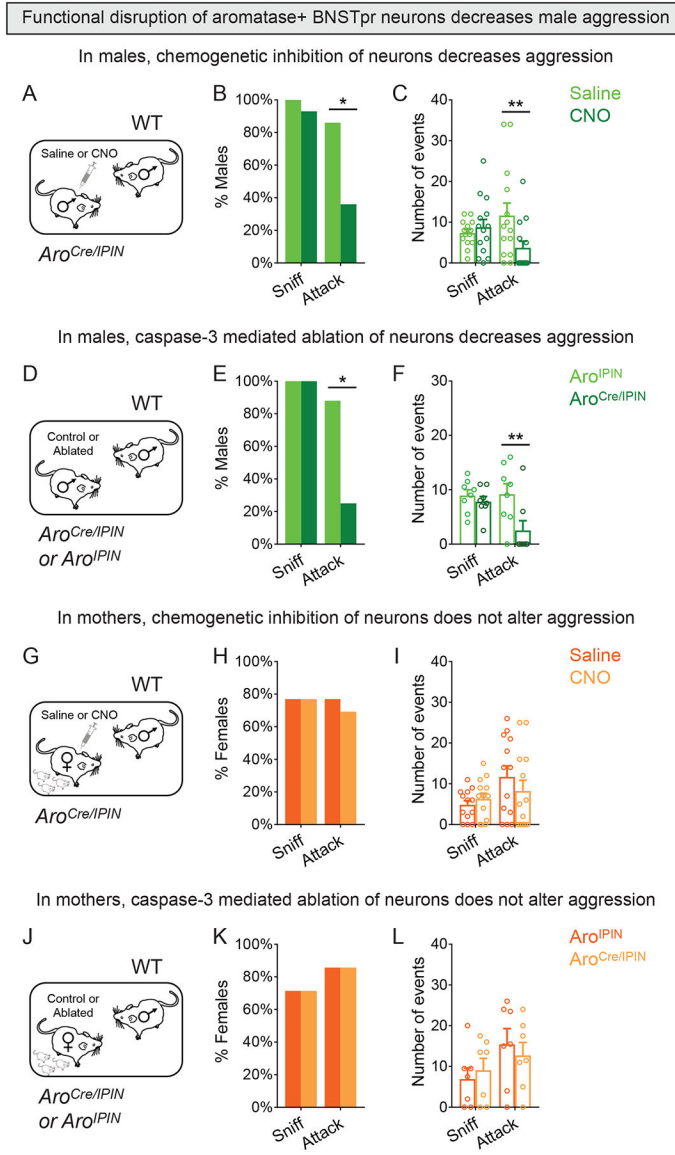 Functional disruption of aromatase+ BNSTpr neurons decreases male aggression
In males, chemogenetic inhibition of neurons decreases aggression
A
WT
Saline or CNO
♂
♂
Aro^Cre/IPIN
B
% Males
100%
80%
60%
40%
20%
0%
*
Sniff
Attack
C
Number of events
40
30
20
10
0
**
Sniff
Attack
Saline
CNO
In males, caspase-3 mediated ablation of neurons decreases aggression
D
WT
Control or
Ablated
♂
♂
Aro^Cre/IPIN
or Aro^IPIN
E
% Males
100%
80%
60%
40%
20%
0%
*
Sniff
Attack
F
Number of events
30
20
10
0
**
Sniff
Attack
Aro^IPIN
Aro^Cre/IPIN
In mothers, chemogenetic inhibition of neurons does not alter aggression
G
WT
Saline or CNO
♀
♂
Aro^Cre/IPIN
H
% Females
100%
80%
60%
40%
20%
0%
Sniff
Attack
I
Number of events
40
30
20
10
0
Sniff
Attack
Saline
CNO
In mothers, caspase-3 mediated ablation of neurons does not alter aggression
J
WT
Control or
Ablated
♀
♂
Aro^Cre/IPIN
or Aro^IPIN
K
% Females
100%
80%
60%
40%
20%
0%
Sniff
Attack
L
Number of events
40
30
20
10
0
Sniff
Attack
Aro^IPIN
Aro^Cre/IPIN